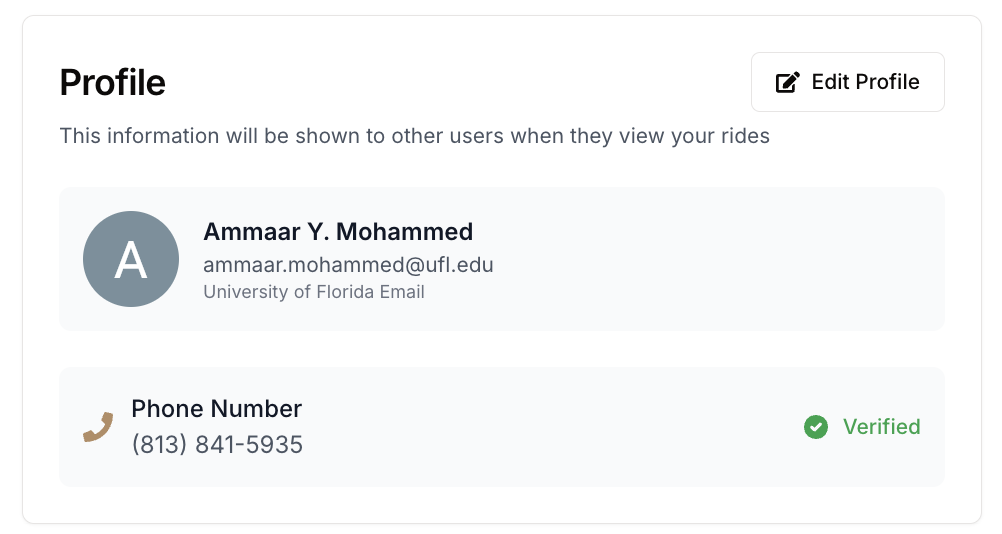 Profile
Edit Profile
This information will be shown to other users when they view your rides
A
Ammaar Y. Mohammed
ammaar.mohammed@ufl.edu
University of Florida Email
Phone Number
(813) 841-5935
Verified